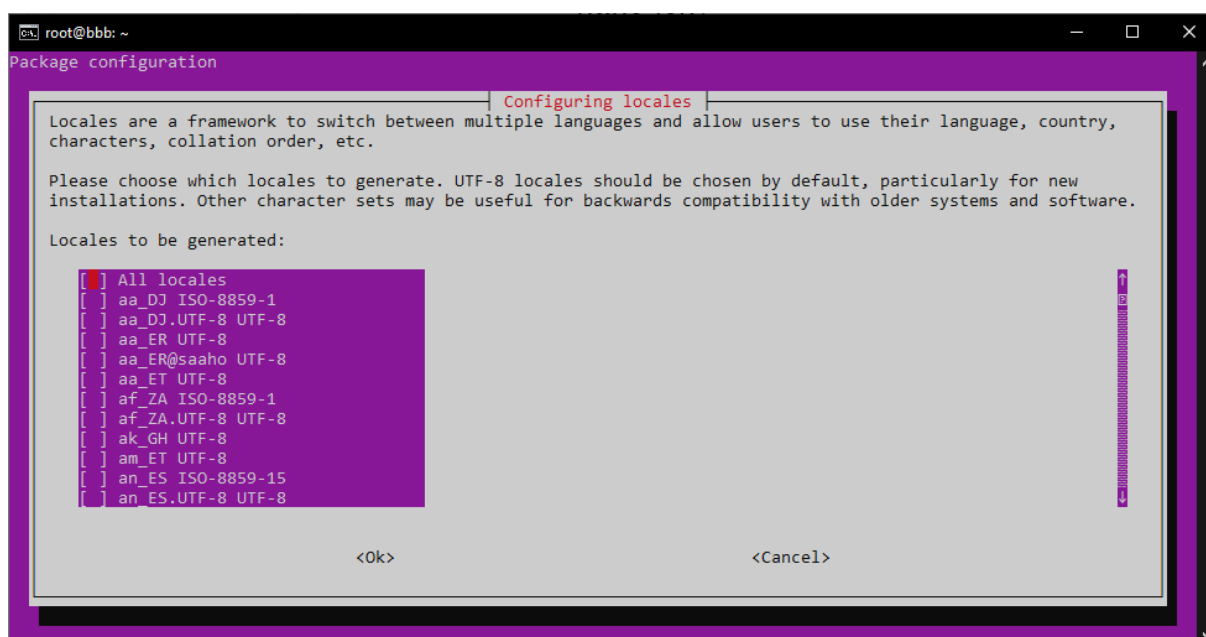 root@bbb: ~
Package configuration
Configuring locales
Locales are a framework to switch between multiple languages and allow users to use their language, country,
characters, collation order, etc.
Please choose which locales to generate. UTF-8 locales should be chosen by default, particularly for new
installations. Other character sets may be useful for backwards compatibility with older systems and software.
Locales to be generated:
[ ] All locales
[ ] aa_DJ ISO-8859-1
[ ] aa_DJ.UTF-8 UTF-8
[ ] aa_ER UTF-8
[ ] aa_ER@saaho UTF-8
[ ] aa_ET UTF-8
[ ] af_ZA ISO-8859-1
[ ] af_ZA.UTF-8 UTF-8
[ ] ak_GH UTF-8
[ ] am_ET UTF-8
[ ] an_ES ISO-8859-15
[ ] an_ES.UTF-8 UTF-8
<Ok> <Cancel>